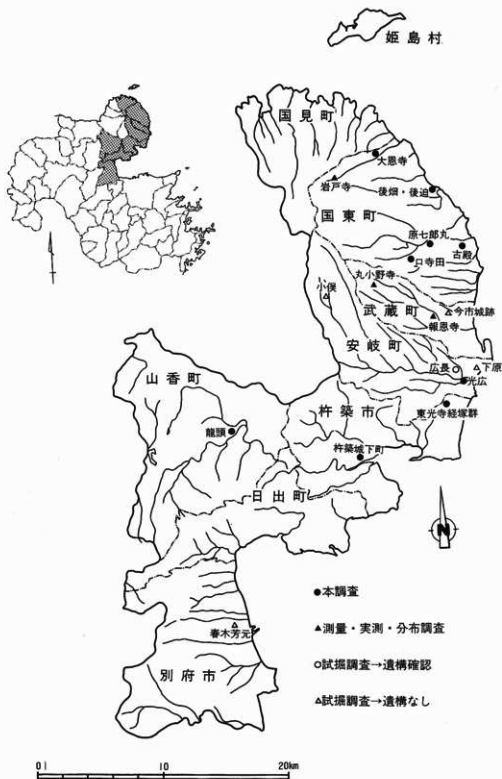 姫島村
国見町
大恩寺
岩戸寺
後畑・後迫
国東町
原七郎丸
古殿
口寺田
丸小野寺
小俣
武蔵町
今市城跡
報恩寺
安岐町
広長
下原
光広
山香町
杵築市
東光寺経塚群
龍頭
杵築城下町
日出町
N
●本調査
▲測量・実測・分布調査
春木芳元
○試掘調査→遺構確認
別府市
△試掘調査→遺構なし
0 1 10 20km